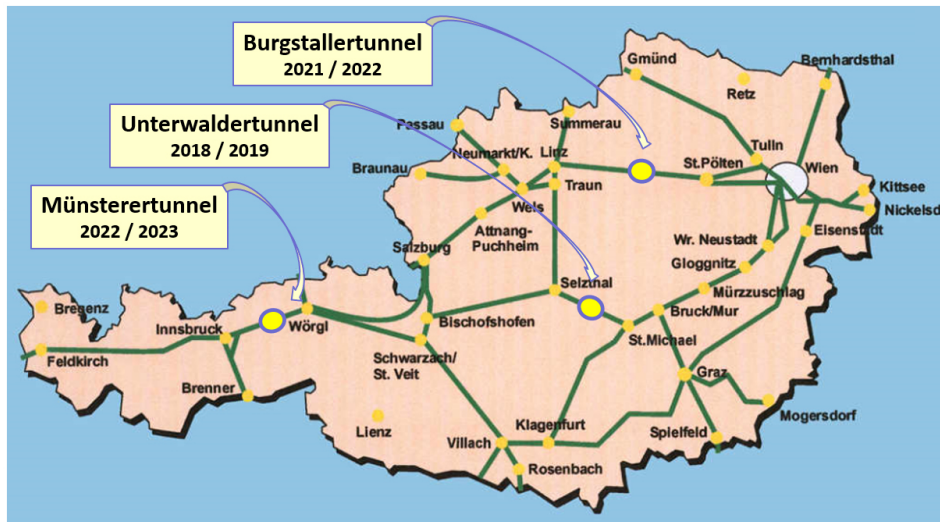 Burgstallertunnel
2021 / 2022
Unterwaldertunnel
2018 / 2019
Münsterertunnel
2022 / 2023
Gmünd
Bernhardsthal
Retz
Passau
Summerau
Neumarkt/K.
Linz
Tulln
Braunau
St.Pölten
Wien
Traun
Kittsee
Wels
Nickelsd
Attnang-
Puchheim
Eisenstadt
Salzburg
Wr. Neustadt
Gloggnitz
Selzthal
Mürzzuschlag
Bregenz
Bruck/Mur
Innsbruck
Wörgl
Bischofshofen
St.Michael
Feldkirch
Schwarzach/
St. Veit
Graz
Brenner
Mogersdorf
Lienz
Klagenfurt
Villach
Spielfeld
Rosenbach